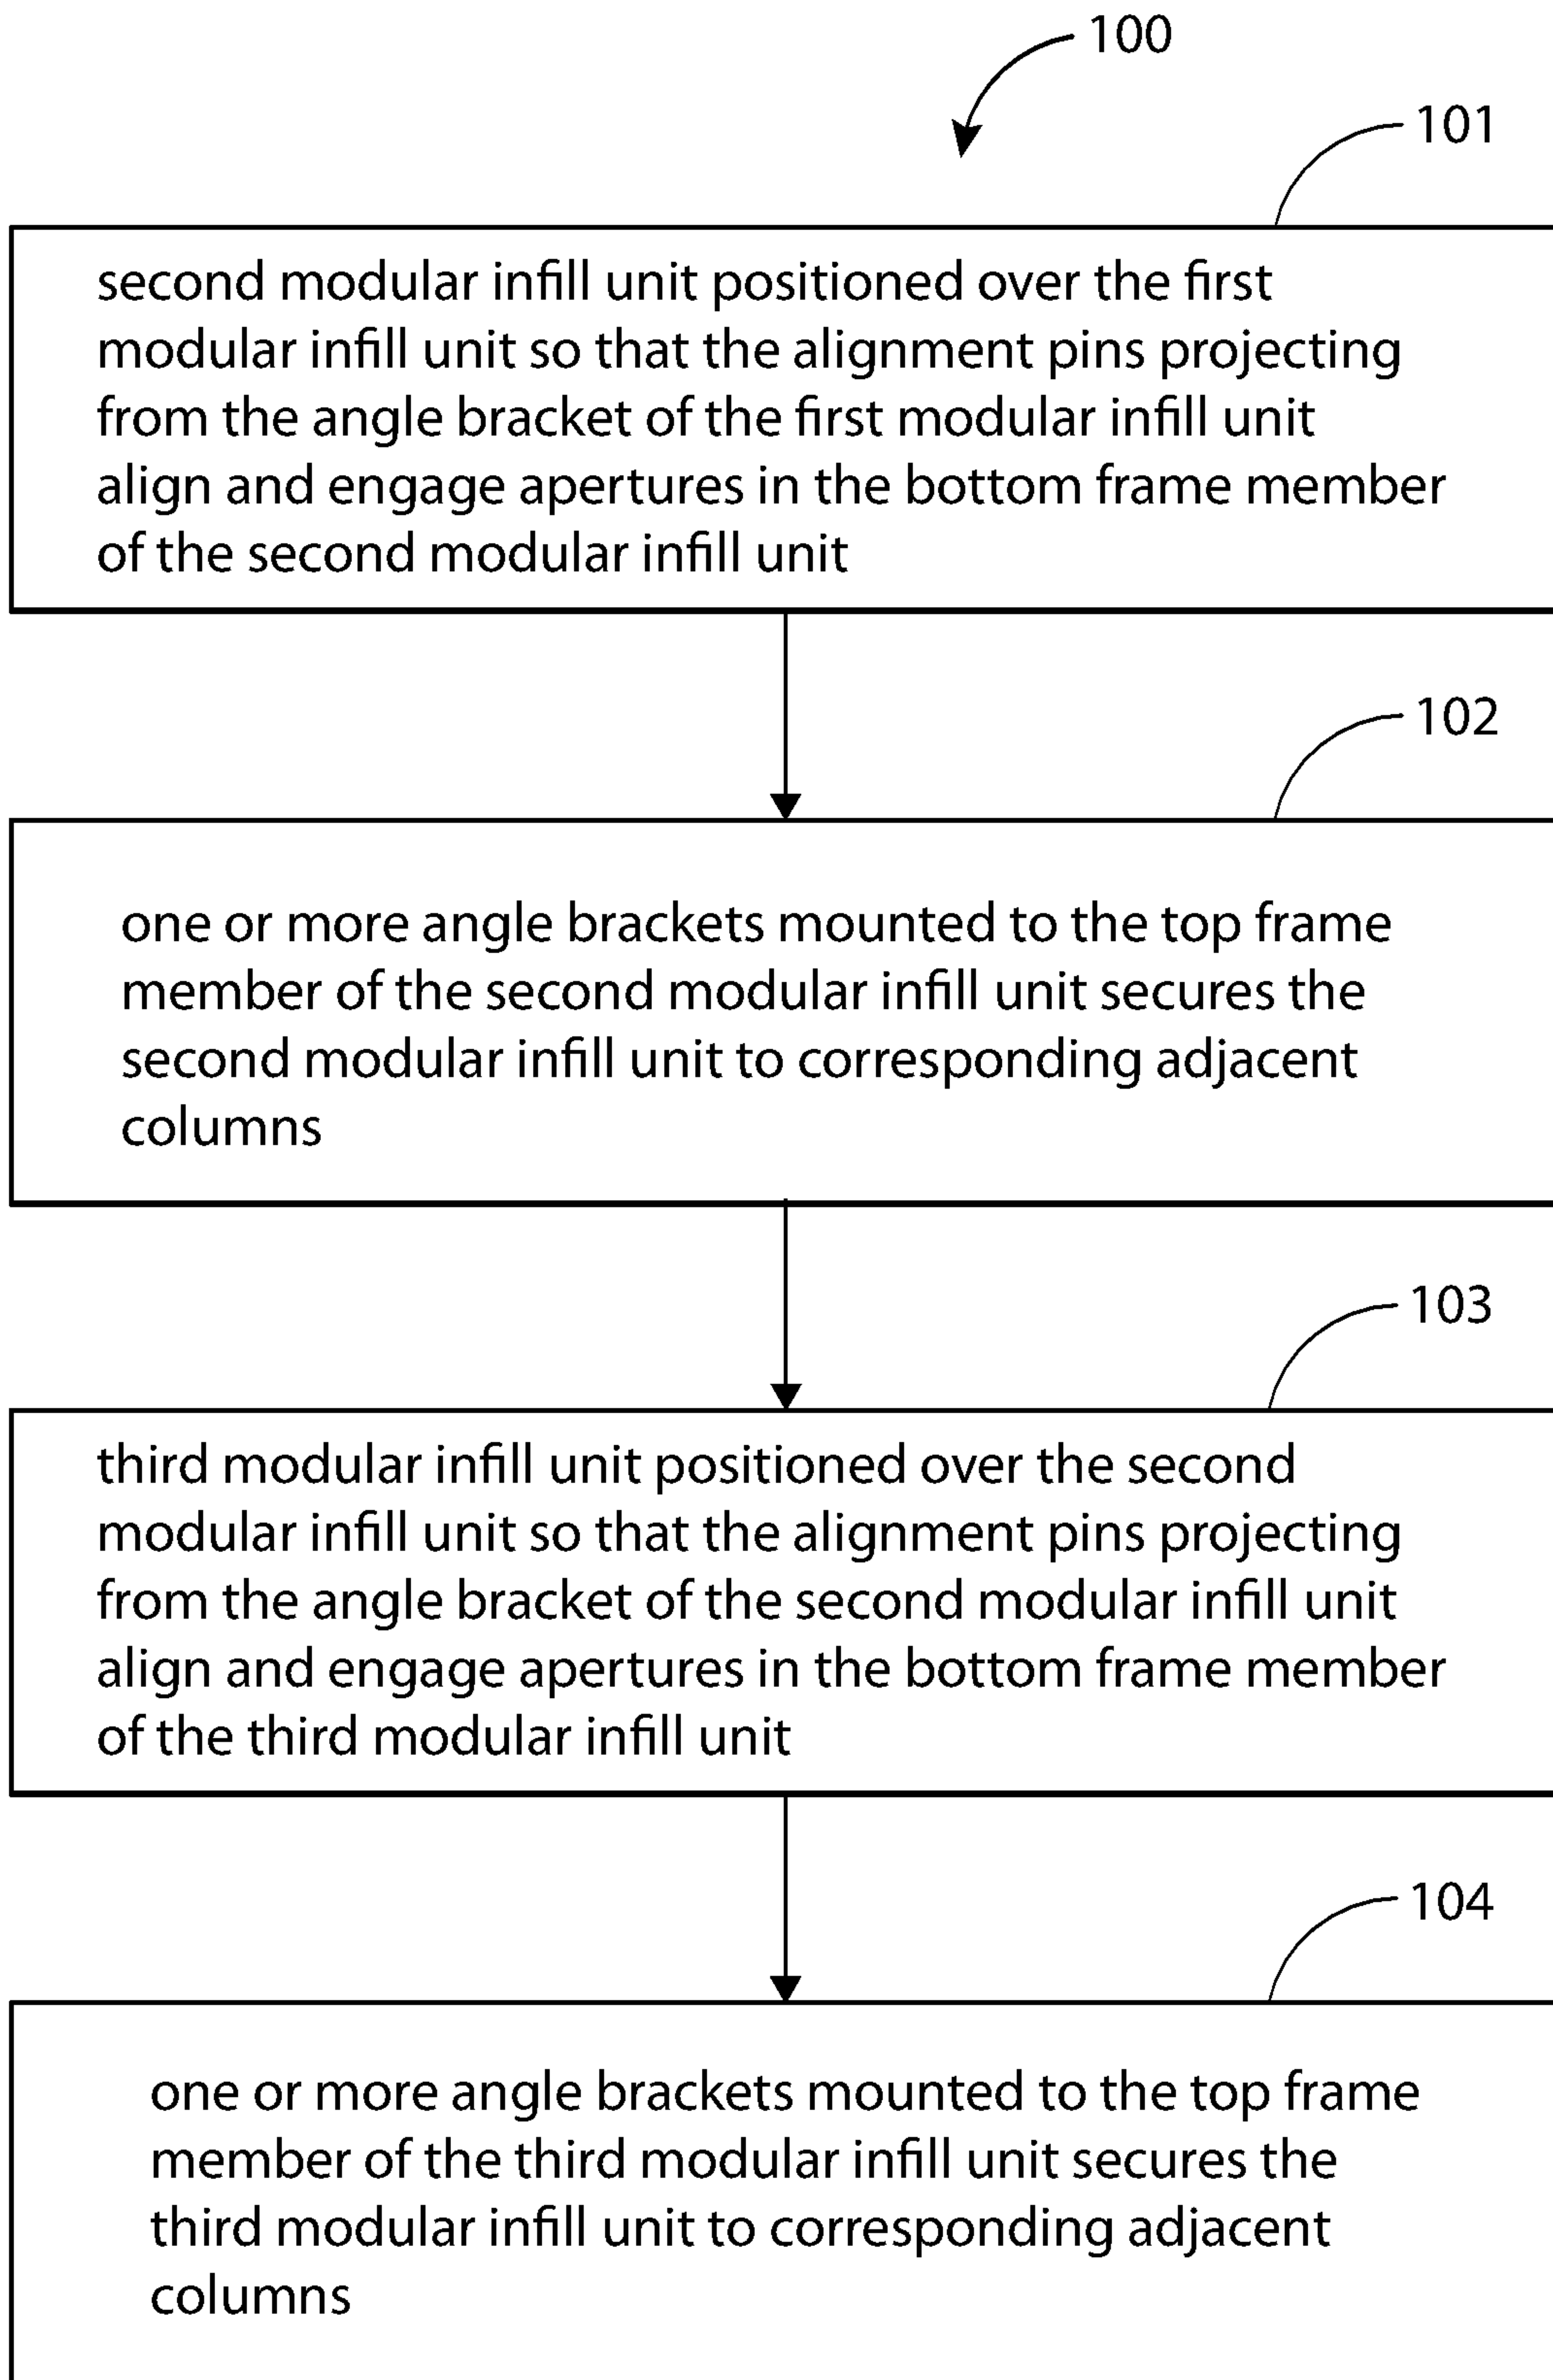 100
101
second modular infill unit positioned over the first
modular infill unit so that the alignment pins projecting
from the angle bracket of the first modular infill unit
align and engage apertures in the bottom frame member
of the second modular infill unit
102
one or more angle brackets mounted to the top frame
member of the second modular infill unit secures the
second modular infill unit to corresponding adjacent
columns
103
third modular infill unit positioned over the second
modular infill unit so that the alignment pins projecting
from the angle bracket of the second modular infill unit
align and engage apertures in the bottom frame member
of the third modular infill unit
104
one or more angle brackets mounted to the top frame
member of the third modular infill unit secures the
third modular infill unit to corresponding adjacent
columns